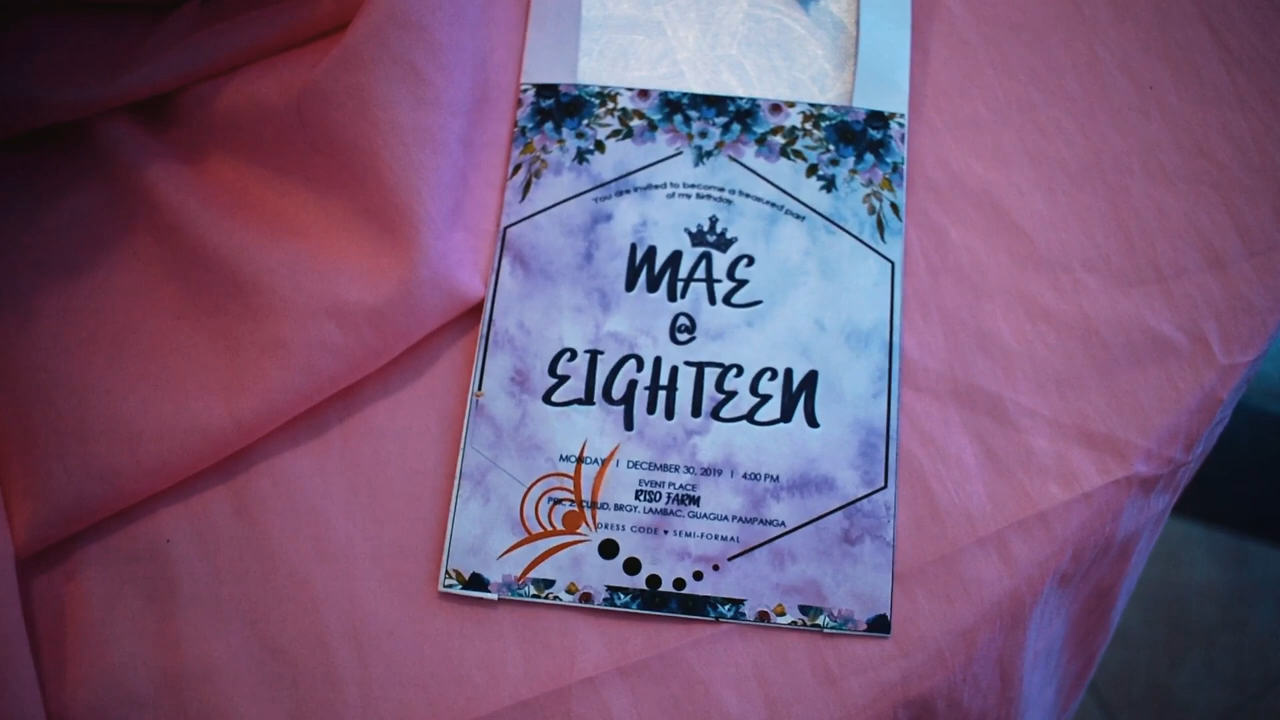 You are invited to become a treasured part
of my Birthday.
MAE
@
EIGHTEEN
MONDAY | DECEMBER 30, 2019 | 4:00 PM
EVENT PLACE
RISO FARM
LAMBAC, GUAGUA PAMPANGA
DRESS CODE ♥ SEMI-FORMAL